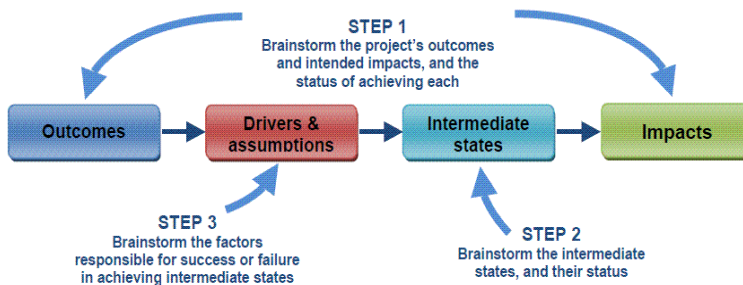 STEP 1
Brainstorm the project's outcomes
and intended impacts, and the
status of achieving each
Outcomes
Drivers &
assumptions
Intermediate
states
Impacts
STEP 3
Brainstorm the factors
responsible for success or failure
in achieving intermediate states
STEP 2
Brainstorm the intermediate
states, and their status